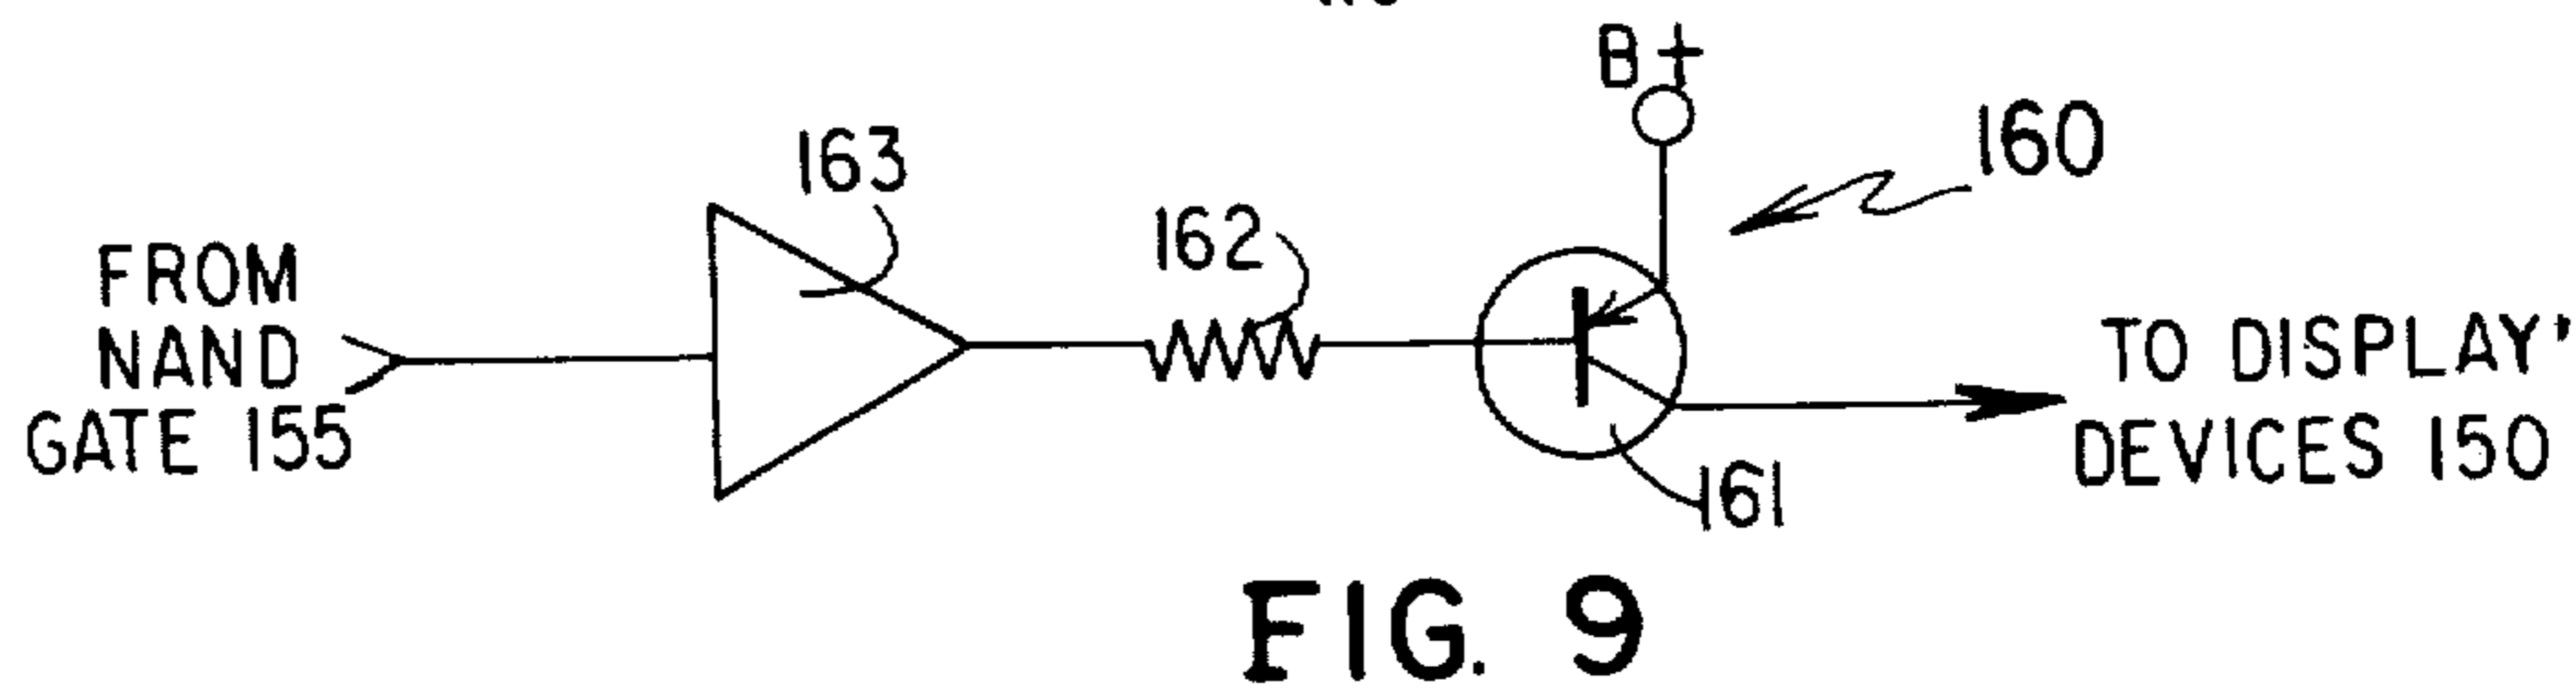 B+
160
163
162
FROM
NAND
GATE 155
TO DISPLAY'
DEVICES 150
161
FIG. 9